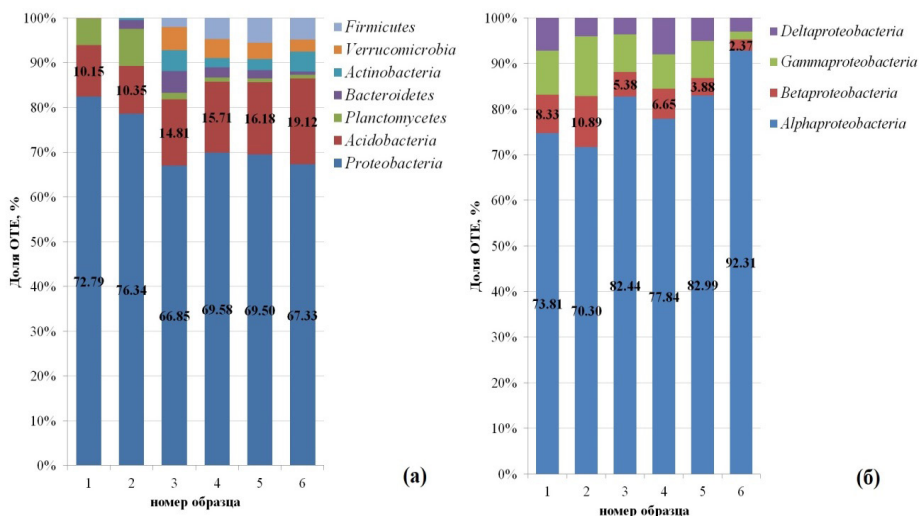 100%
90%
80%
70%
60%
50%
40%
30%
20%
10%
0%
Доля ОТЕ, %
10.15
10.35
14.81
15.71
16.18
19.12
72.79
76.34
66.85
69.58
69.50
67.33
1 2 3 4 5 6
номер образца
Firmicutes
Verrucomicrobia
Actinobacteria
Bacteroidetes
Planctomycetes
Acidobacteria
Proteobacteria
(а)
100%
90%
80%
70%
60%
50%
40%
30%
20%
10%
0%
Доля ОТЕ, %
8.33
10.89
5.38
6.65
3.88
2.37
73.81
70.30
82.44
77.84
82.99
92.31
1 2 3 4 5 6
номер образца
Deltaproteobacteria
Gammaproteobacteria
Betaproteobacteria
Alphaproteobacteria
(б)